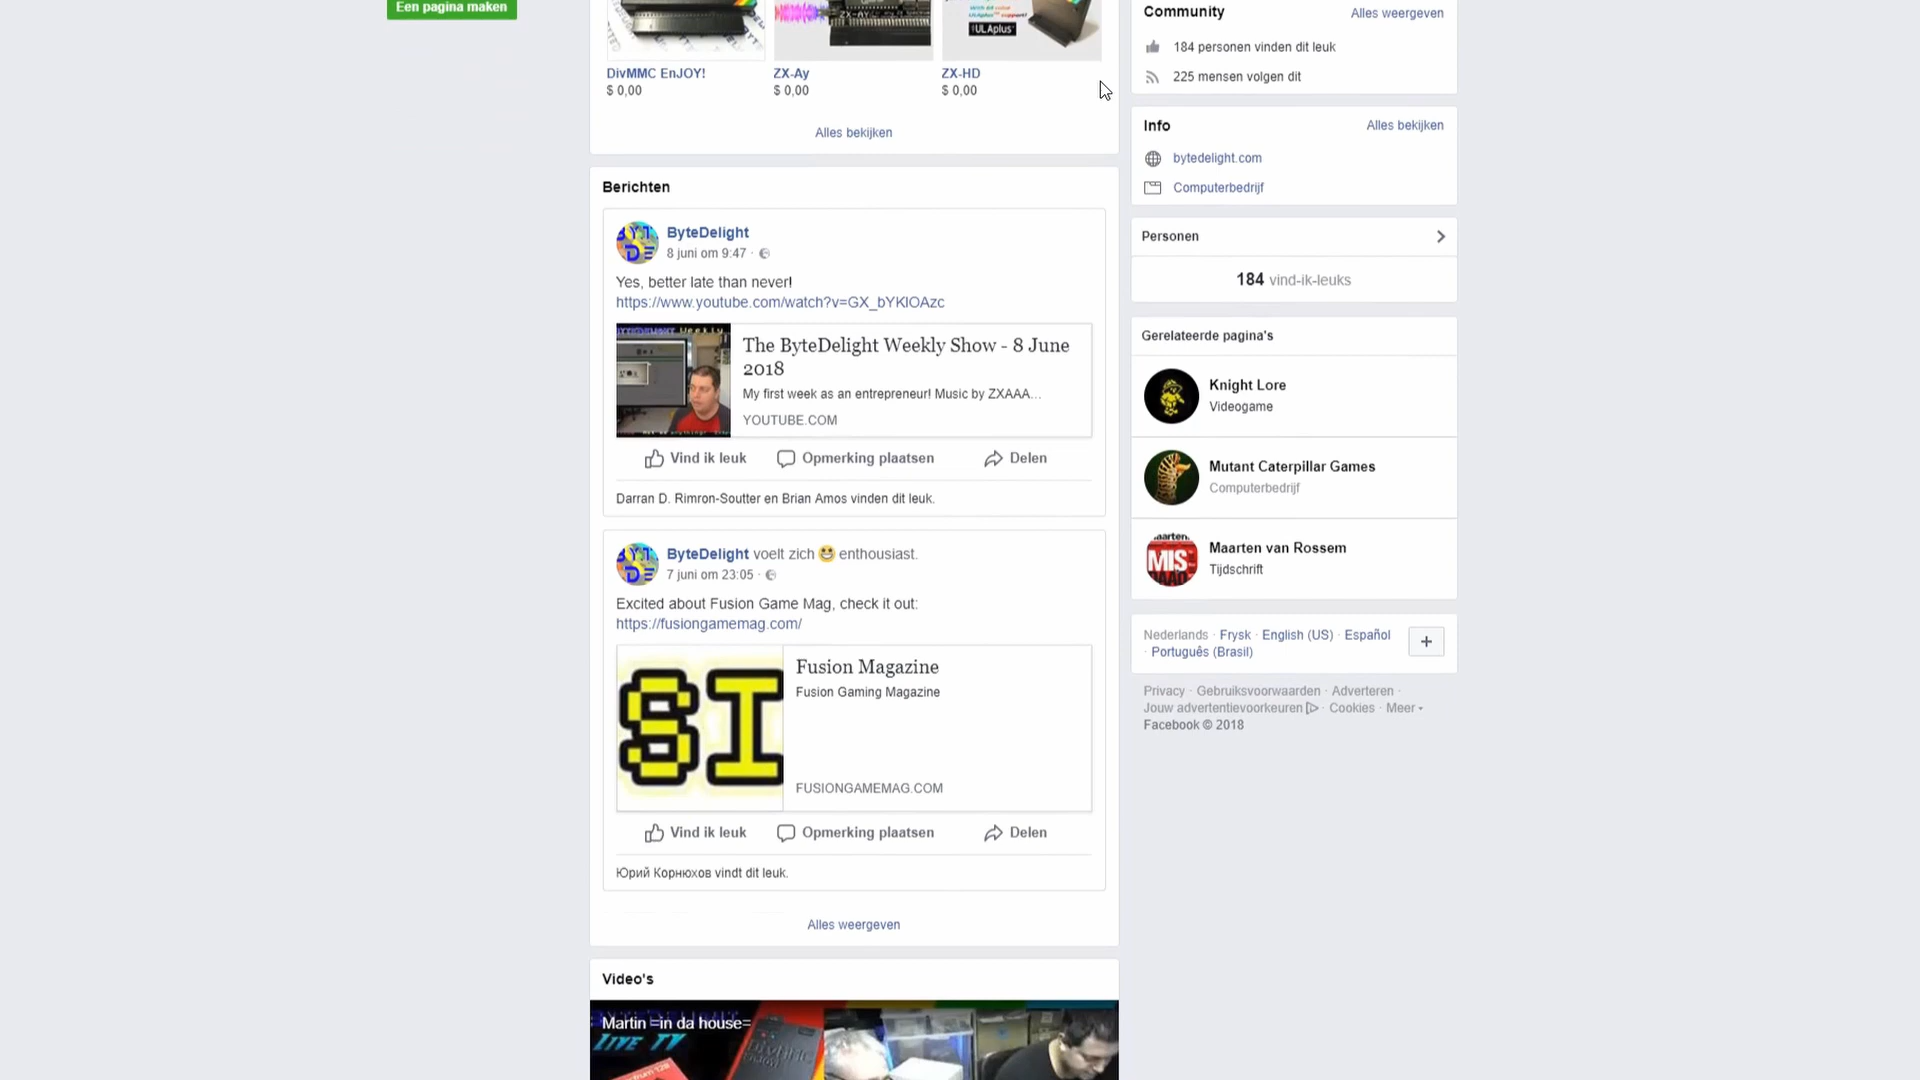 Een pagina maken
ZX-AY
ULAplus
DivMMC EnJOY!
$ 0,00
ZX-Ay
$ 0,00
ZX-HD
$ 0,00
Alles bekijken
Berichten
ByteDelight
8 juni om 9:47 ·
Yes, better late than never!
https://www.youtube.com/watch?v=GX_bYKlOAzc
The ByteDelight Weekly Show - 8 June
2018
My first week as an entrepreneur! Music by ZXAAA...
YOUTUBE.COM
Vind ik leuk
Opmerking plaatsen
Delen
Darran D. Rimron-Soutter en Brian Amos vinden dit leuk.
ByteDelight voelt zich 😀 enthousiast.
7 juni om 23:05 ·
Excited about Fusion Game Mag, check it out:
https://fusiongamemag.com/
SI
Fusion Magazine
Fusion Gaming Magazine
FUSIONGAMEMAG.COM
Vind ik leuk
Opmerking plaatsen
Delen
Юрий Корнюхов vindt dit leuk.
Alles weergeven
Video's
Martin =in da house=
LIVE TV
DivMMC
Community
Alles weergeven
184 personen vinden dit leuk
225 mensen volgen dit
Info
Alles bekijken
bytedelight.com
Computerbedrijf
Personen
184 vind-ik-leuks
Gerelateerde pagina's
Knight Lore
Videogame
Mutant Caterpillar Games
Computerbedrijf
MIS
Maarten van Rossem
Tijdschrift
Nederlands · Frysk · English (US) · Español
· Português (Brasil)
+
Privacy · Gebruiksvoorwaarden · Adverteren ·
Jouw advertentievoorkeuren · Cookies · Meer
Facebook © 2018